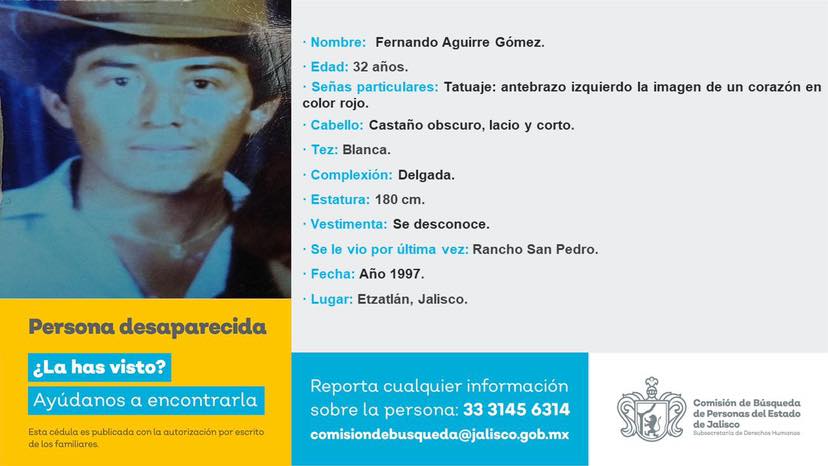 · Nombre: Fernando Aguirre Gómez.
· Edad: 32 años.
· Señas particulares: Tatuaje: antebrazo izquierdo la imagen de un corazón en
color rojo.
· Cabello: Castaño obscuro, lacio y corto.
· Tez: Blanca.
· Complexión: Delgada.
· Estatura: 180 cm.
· Vestimenta: Se desconoce.
· Se le vio por última vez: Rancho San Pedro.
· Fecha: Año 1997.
· Lugar: Etzatlán, Jalisco.
Persona desaparecida
¿La has visto?
Ayúdanos a encontrarla
Esta cédula es publicada con la autorización por escrito
de los familiares.
Reporta cualquier información
sobre la persona: 33 3145 6314
comisiondebusqueda@jalisco.gob.mx
Comisión de Búsqueda
de Personas del Estado
de Jalisco
Subsecretaría de Derechos Humanos